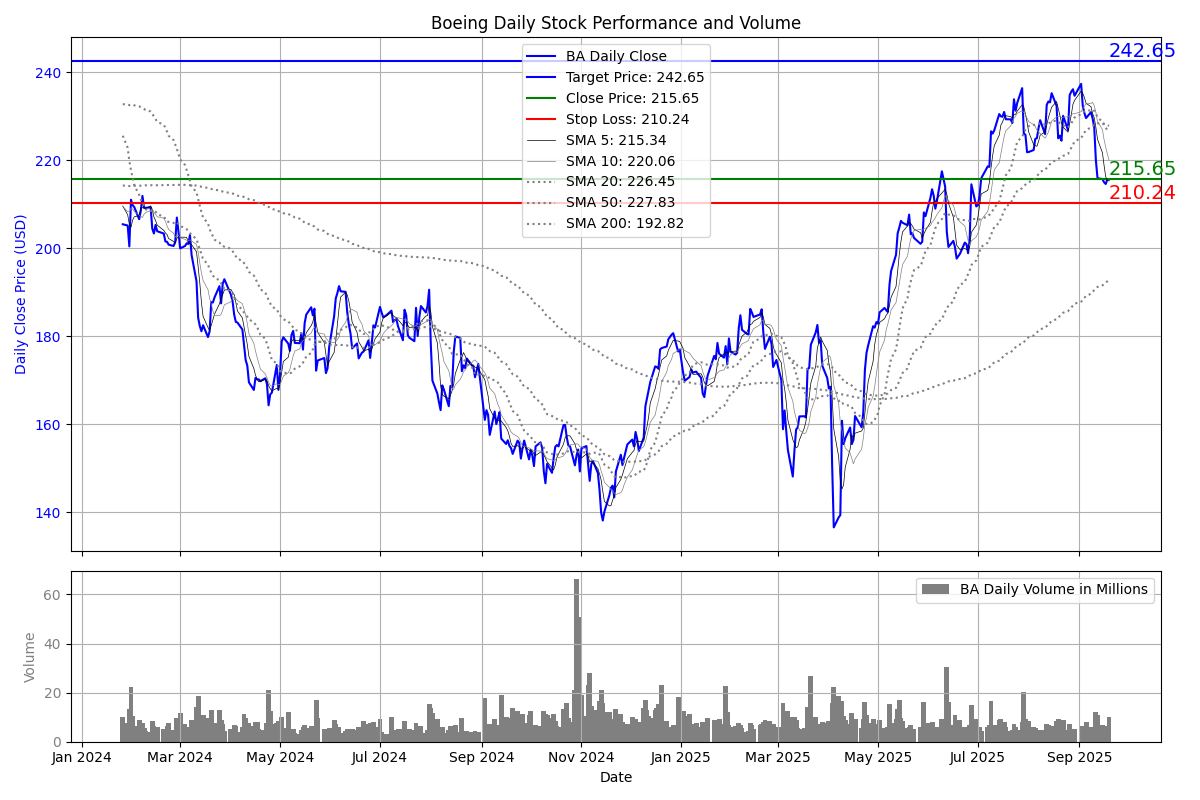 Boeing Daily Stock Performance and Volume
242.65
BA Daily Close
Target Price: 242.65
Close Price: 215.65
Stop Loss: 210.24
SMA 5: 215.34
SMA 10: 220.06
SMA 20: 226.45
SMA 50: 227.83
SMA 200: 192.82
215.65
210.24
Daily Close Price (USD)
240
220
200
180
160
140
BA Daily Volume in Millions
Volume
60
40
20
0
Jan 2024 Mar 2024 May 2024 Jul 2024 Sep 2024 Nov 2024 Jan 2025 Mar 2025 May 2025 Jul 2025 Sep 2025
Date